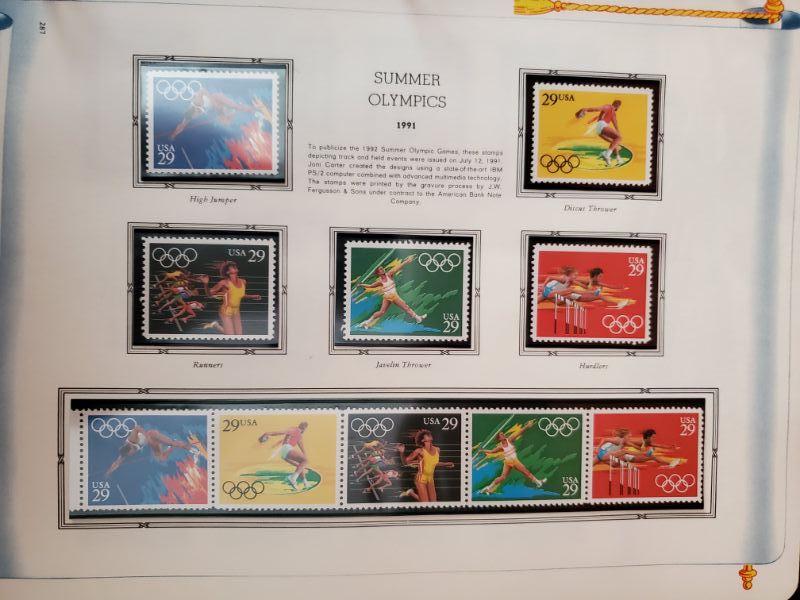 287
SUMMER
OLYMPICS
1991
To publicize the 1992 Summer Olympic Games, these stamps
depicting track and field events were issued on July 12, 1991.
Joni Carter created the designs using a state-of-the-art IBM
PS/2 computer combined with advanced multimedia technology.
The stamps were printed by the gravure process by J.W.
Fergusson & Sons under contract to the American Bank Note
Company.
USA
29
High Jumper
29 USA
Discus Thrower
USA 29
Runners
USA
29
Javelin Thrower
USA
29
Hurdlers
USA
29
29 USA
USA 29
USA
29
USA
29